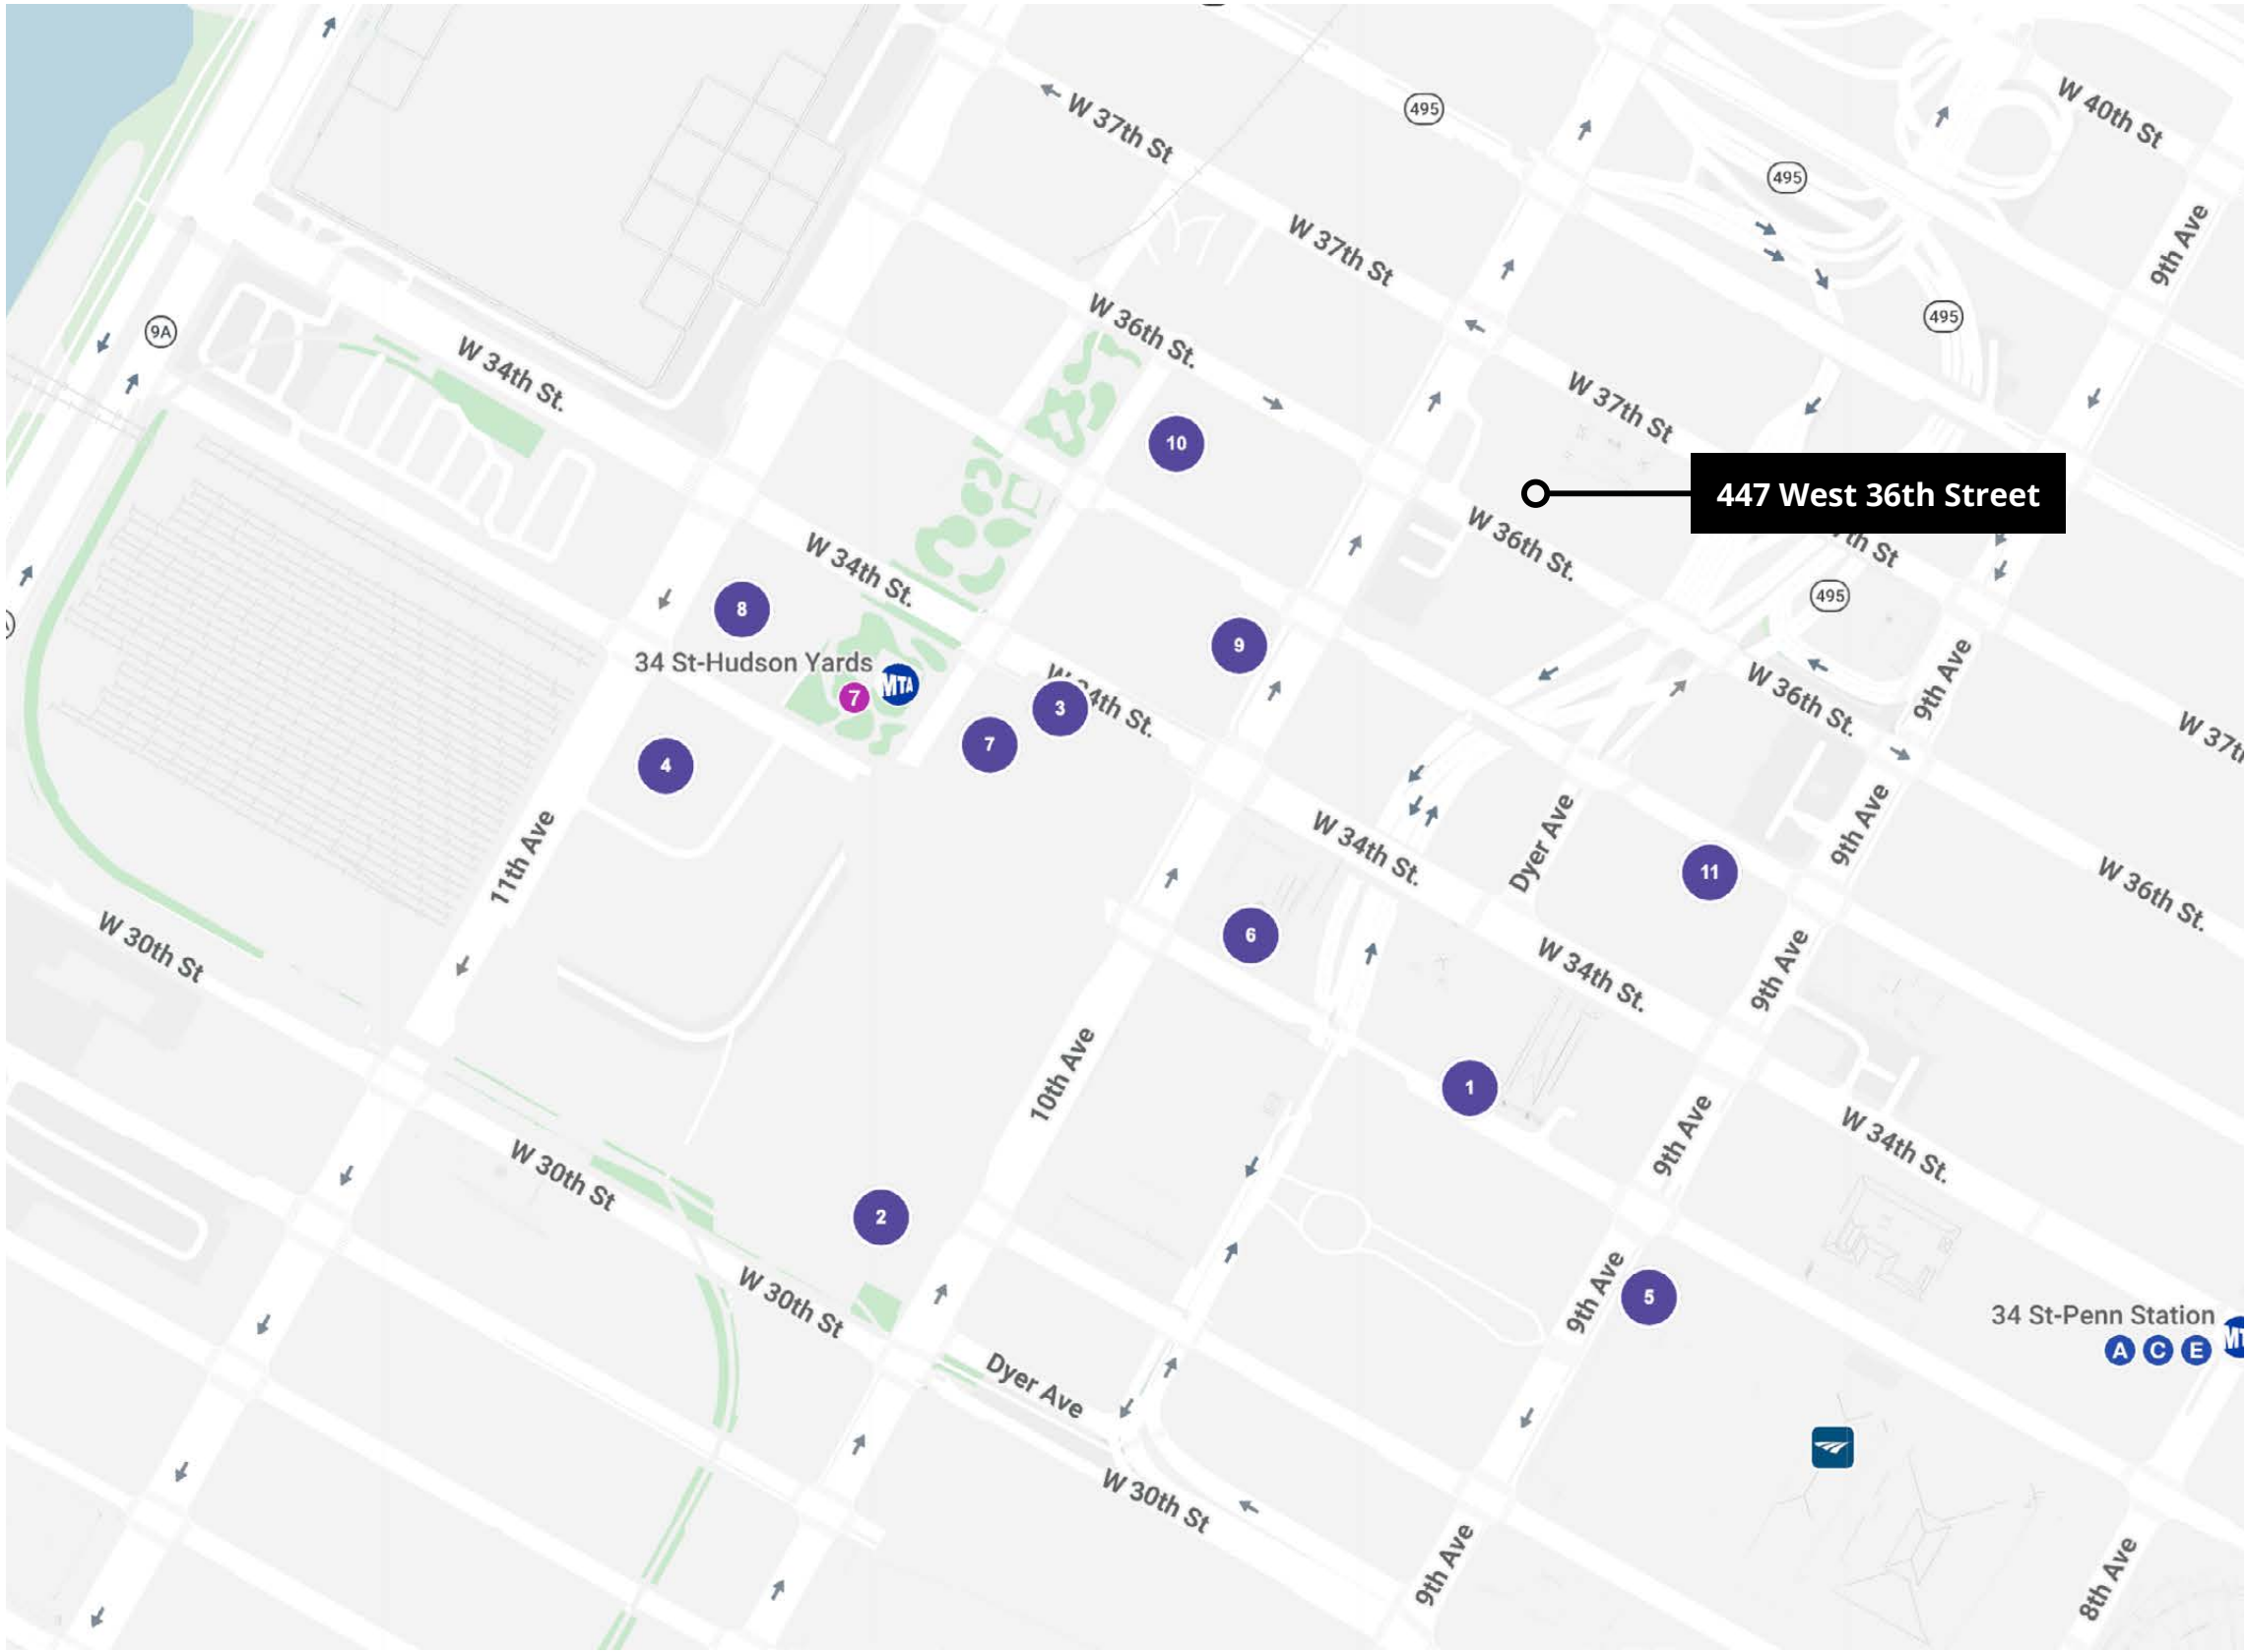 W 40th St
495
W 37th St
495
9th Ave
W 37th St
495
9A
W 36th St.
W 34th St.
W 37th St
10
447 West 36th Street
W 36th St.
th St
W 34th St.
495
8
9
34 St-Hudson Yards
MTA
7
W 36th St.
9th Ave
3
4th St.
7
W 37t
4
W 34th St.
Dyer Ave
9th Ave
11th Ave
11
W 36th St.
6
W 30th St
W 34th St.
9th Ave
10th Ave
1
9th Ave
W 34th St.
W 30th St
2
W 30th St
9th Ave
5
34 St-Penn Station
A C E
Dyer Ave
W 30th St
9th Ave
8th Ave